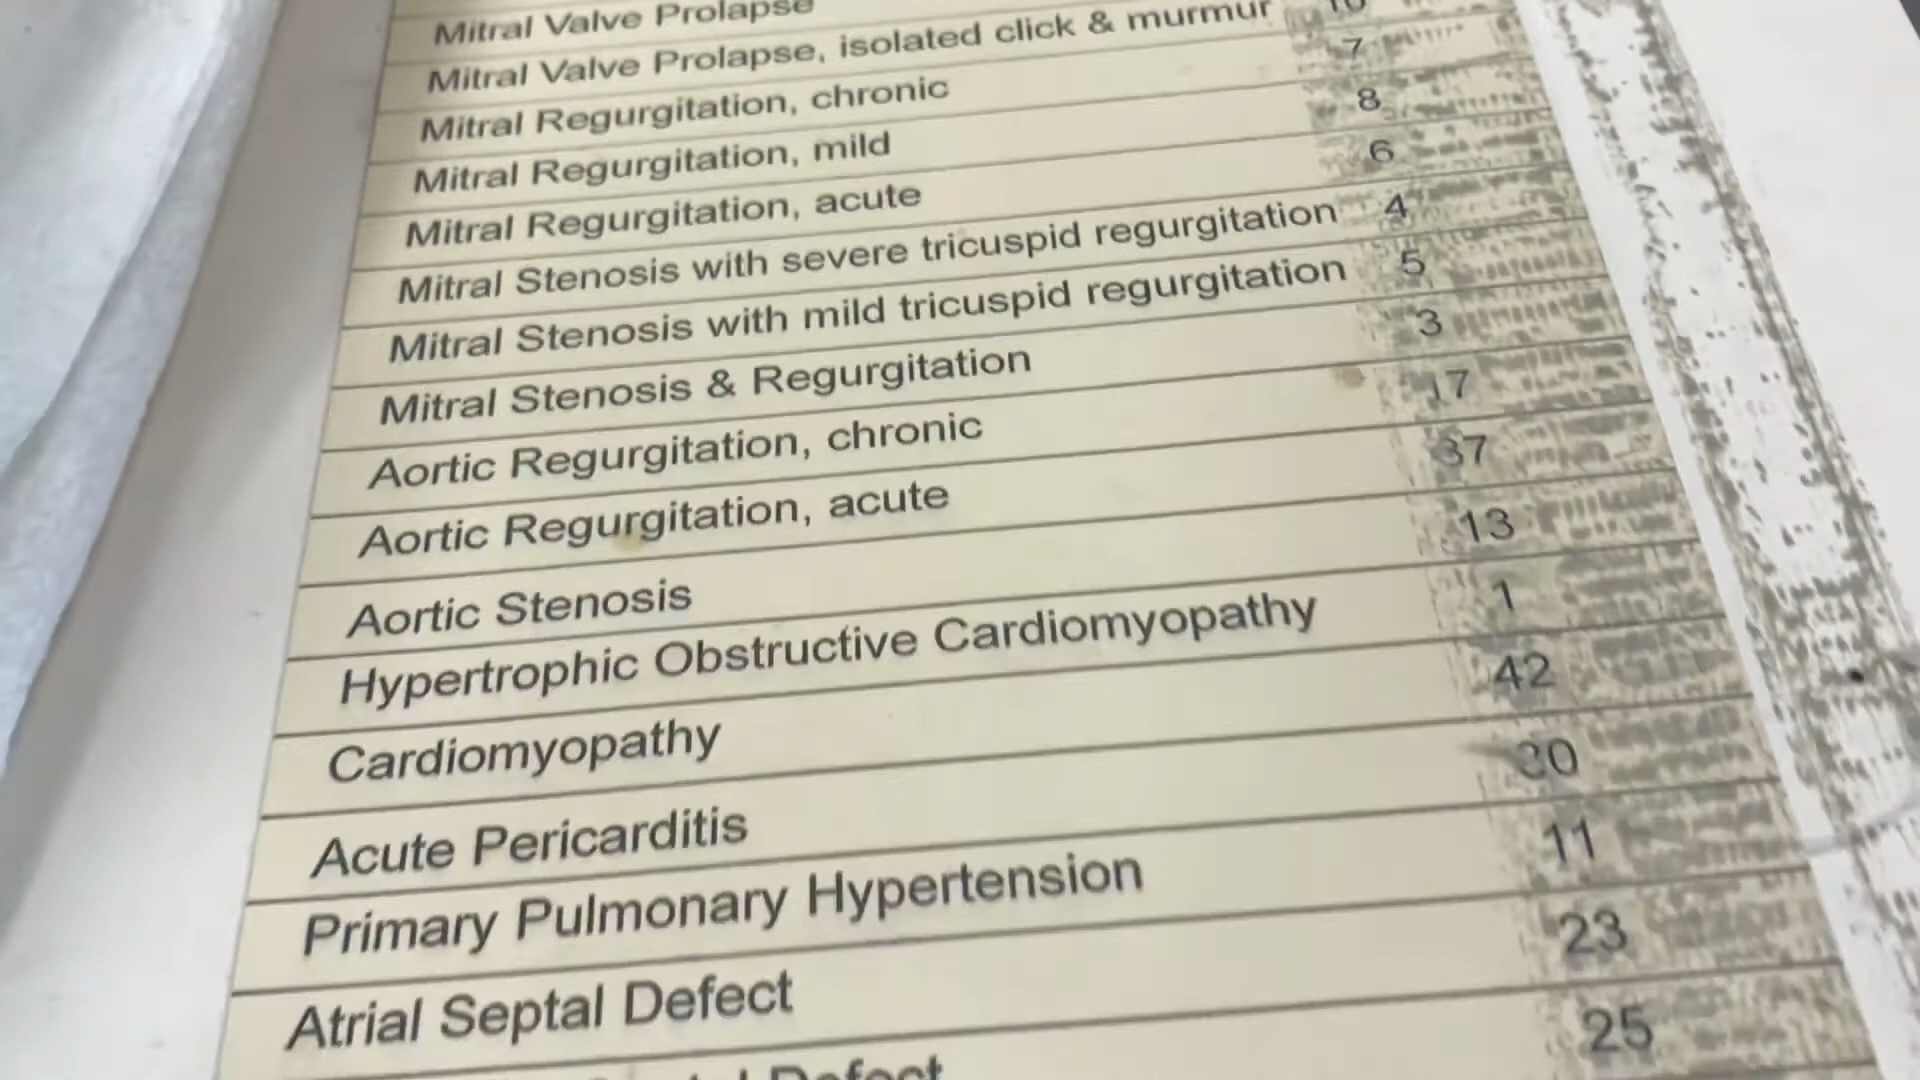 Mitral Valve Prolapse
Mitral Valve Prolapse, isolated click & murmur
Mitral Regurgitation, chronic 7
Mitral Regurgitation, mild 8
Mitral Regurgitation, acute 6
Mitral Stenosis with severe tricuspid regurgitation 4
Mitral Stenosis with mild tricuspid regurgitation 5
Mitral Stenosis & Regurgitation 3
Aortic Regurgitation, chronic 17
Aortic Regurgitation, acute 37
Aortic Stenosis 13
Hypertrophic Obstructive Cardiomyopathy 1
Cardiomyopathy 42
Acute Pericarditis
Primary Pulmonary Hypertension 11
Atrial Septal Defect 23
Defect 25